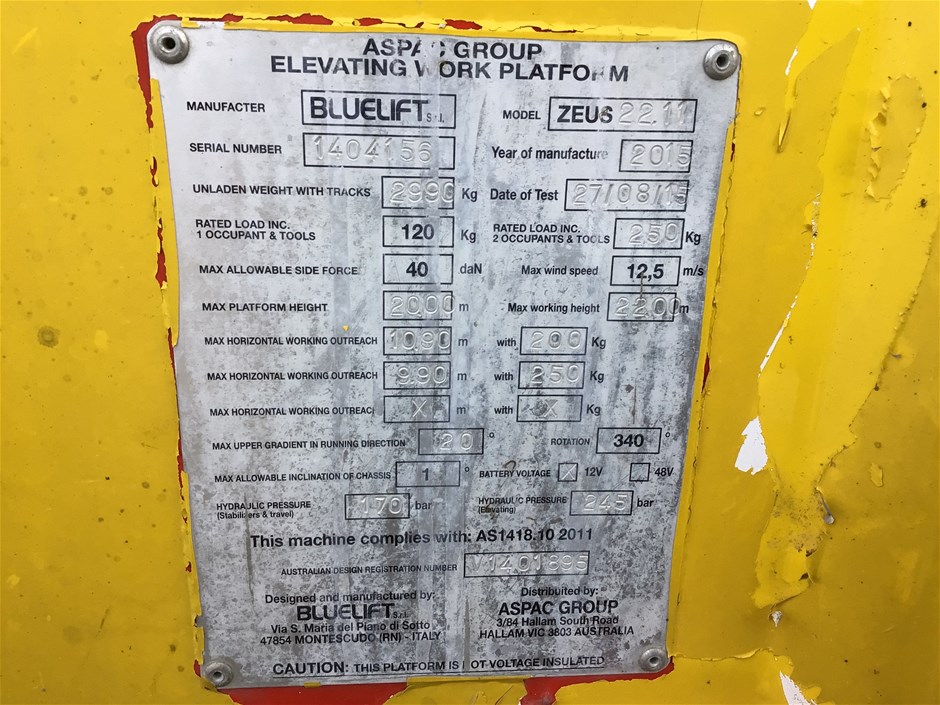 ASPAC GROUP
ELEVATING WORK PLATFORM
MANUFACTER BLUELIFT S.r.l. MODEL ZEUS 22.11
SERIAL NUMBER 1404156 Year of manufacture 2015
UNLADEN WEIGHT WITH TRACKS 2990 Kg Date of Test 27/08/15
RATED LOAD INC. 1 OCCUPANT & TOOLS 120 Kg RATED LOAD INC. 2 OCCUPANTS & TOOLS 250 Kg
MAX ALLOWABLE SIDE FORCE 40 daN Max wind speed 12,5 m/s
MAX PLATFORM HEIGHT 20.00 m Max working height 22.00 m
MAX HORIZONTAL WORKING OUTREACH 10.90 m with 200 Kg
MAX HORIZONTAL WORKING OUTREACH 9.90 m with 250 Kg
MAX HORIZONTAL WORKING OUTREACH X m with X Kg
MAX UPPER GRADIENT IN RUNNING DIRECTION 20 ° ROTATION 340 °
MAX ALLOWABLE INCLINATION OF CHASSIS 1 ° BATTERY VOLTAGE X 12V 48V
HYDRAULIC PRESSURE (Stabilizers & travel) 170 bar HYDRAULIC PRESSURE (Elevating) 245 bar
This machine complies with: AS1418.10 2011
AUSTRALIAN DESIGN REGISTRATION NUMBER V1401695
Designed and manufactured by:
BLUELIFT S.r.l.
Via S. Maria del Piano di Sotto
47854 MONTESCUDO (RN) - ITALY
Distribuited by:
ASPAC GROUP
3/84 Hallam South Road
HALLAM VIC 3803 AUSTRALIA
CAUTION: THIS PLATFORM IS NOT VOLTAGE INSULATED